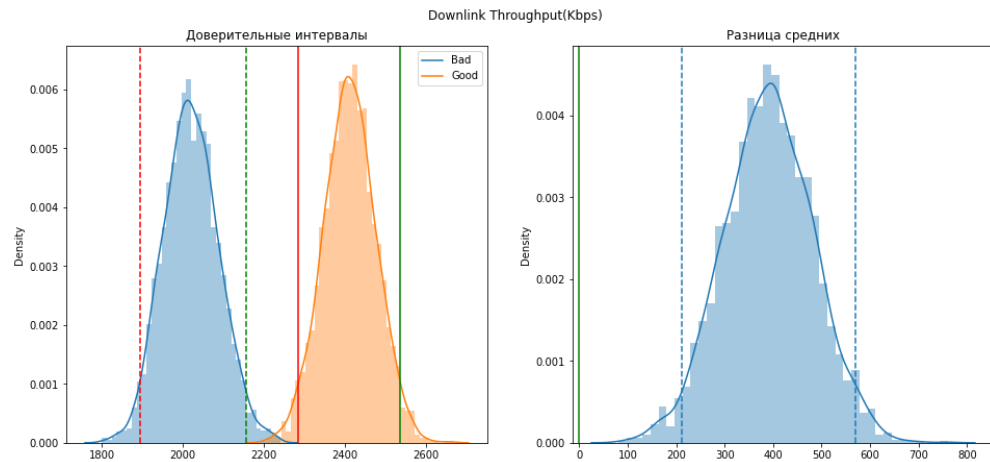 Downlink Throughput(Kbps)
Доверительные интервалы
Bad
Good
Density
0.006
0.005
0.004
0.003
0.002
0.001
0.000
1800 2000 2200 2400 2600
Разница средних
Density
0.004
0.003
0.002
0.001
0.000
0 100 200 300 400 500 600 700 800